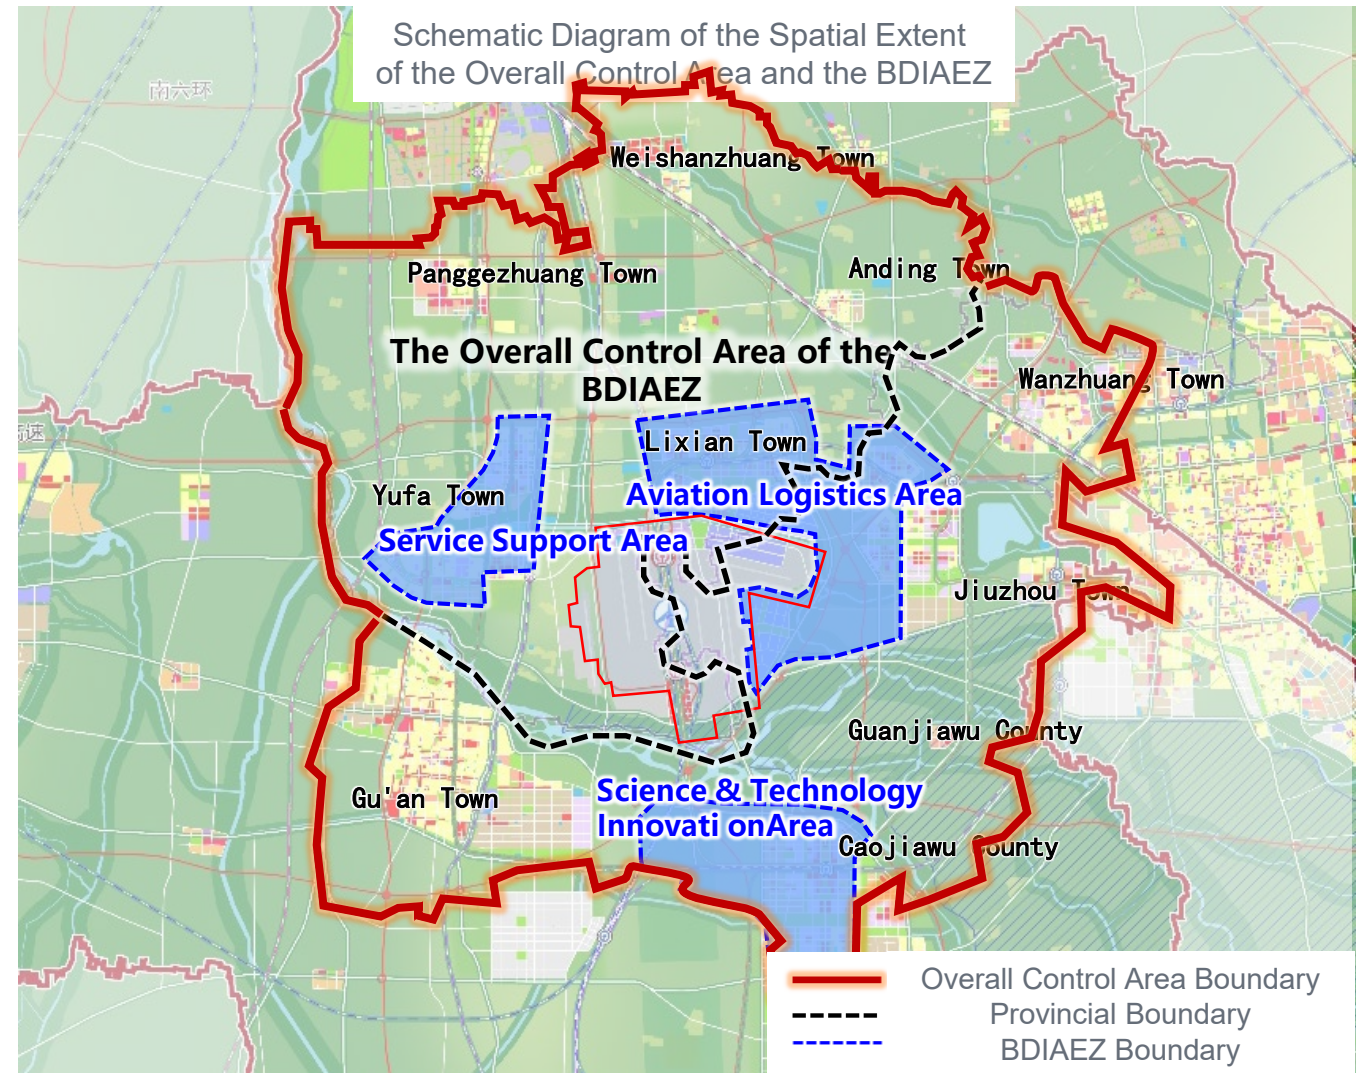 Schematic Diagram of the Spatial Extent
of the Overall Control Area and the BDIAEZ
南六环
Weishanzhuang Town
Panggezhuang Town
Anding Town
The Overall Control Area of the
BDIAEZ
Wanzhuang Town
高速
Lixian Town
Yufa Town
Aviation Logistics Area
Service Support Area
Jiuzhou Town
Guanjiawu County
Gu'an Town
Science & Technology
Innovati onArea
Caojiawu County
Overall Control Area Boundary
Provincial Boundary
BDIAEZ Boundary